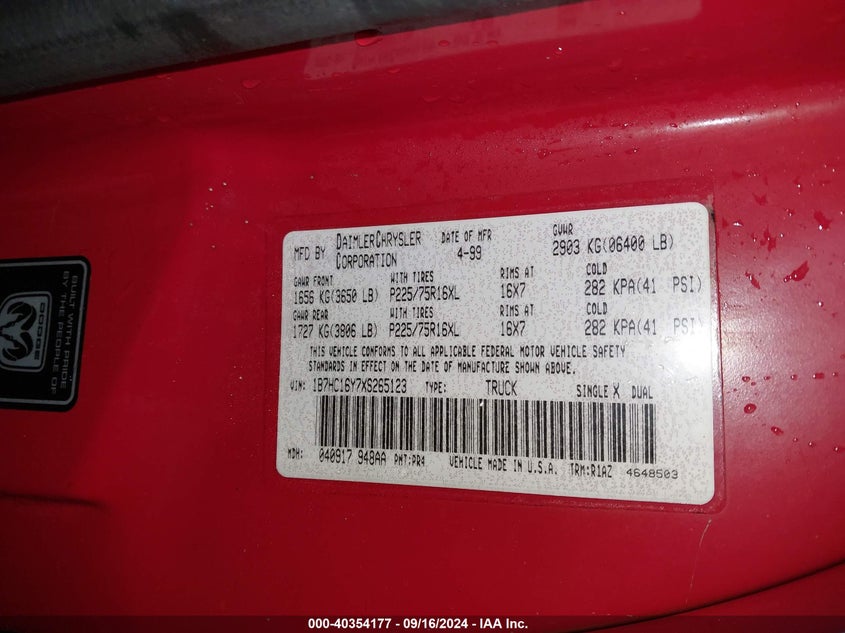 MFD BY DAIMLERCHRYSLER CORPORATION
DATE OF MFR 4-99
GVWR 2903 KG(06400 LB)
GAWR FRONT WITH TIRES RIMS AT COLD
1656 KG(3650 LB) P225/75R16XL 16X7 282 KPA(41 PSI)
GAWR REAR WITH TIRES RIMS AT COLD
1727 KG(3806 LB) P225/75R16XL 16X7 282 KPA(41 PSI)
THIS VEHICLE CONFORMS TO ALL APPLICABLE FEDERAL MOTOR VEHICLE SAFETY
STANDARDS IN EFFECT ON THE DATE OF MANUFACTURE SHOWN ABOVE.
VIN: 1B7HC16Y7XS265123 TYPE: TRUCK SINGLE X DUAL
MDH: 040917 948AA PNT:PR4 VEHICLE MADE IN U.S.A. TRM:R1AZ 4648503
DODGE
BUILT WITH PRIDE
BY THE PEOPLE OF
000-40354177 - 09/16/2024 - IAA Inc.